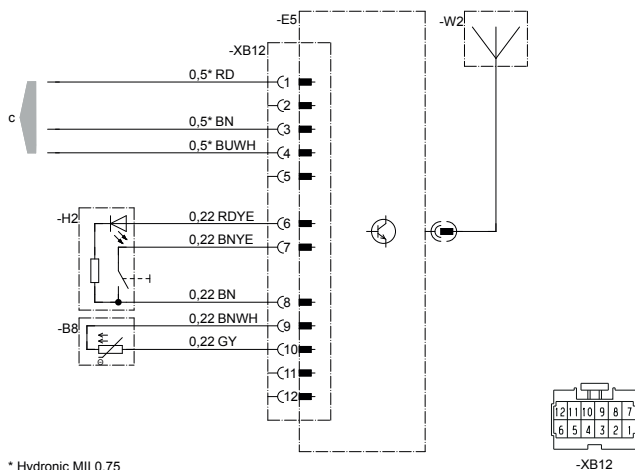 -E5
-W2
-XB12
0,5* RD
1
2
c
0,5* BN
3
0,5* BUWH
4
5
-H2
0,22 RDYE
6
0,22 BNYE
7
0,22 BN
8
-B8
0,22 BNWH
9
0,22 GY
10
11
12
12 11 10 9 8 7
6 5 4 3 2 1
-XB12
* Hydronic MII 0,75